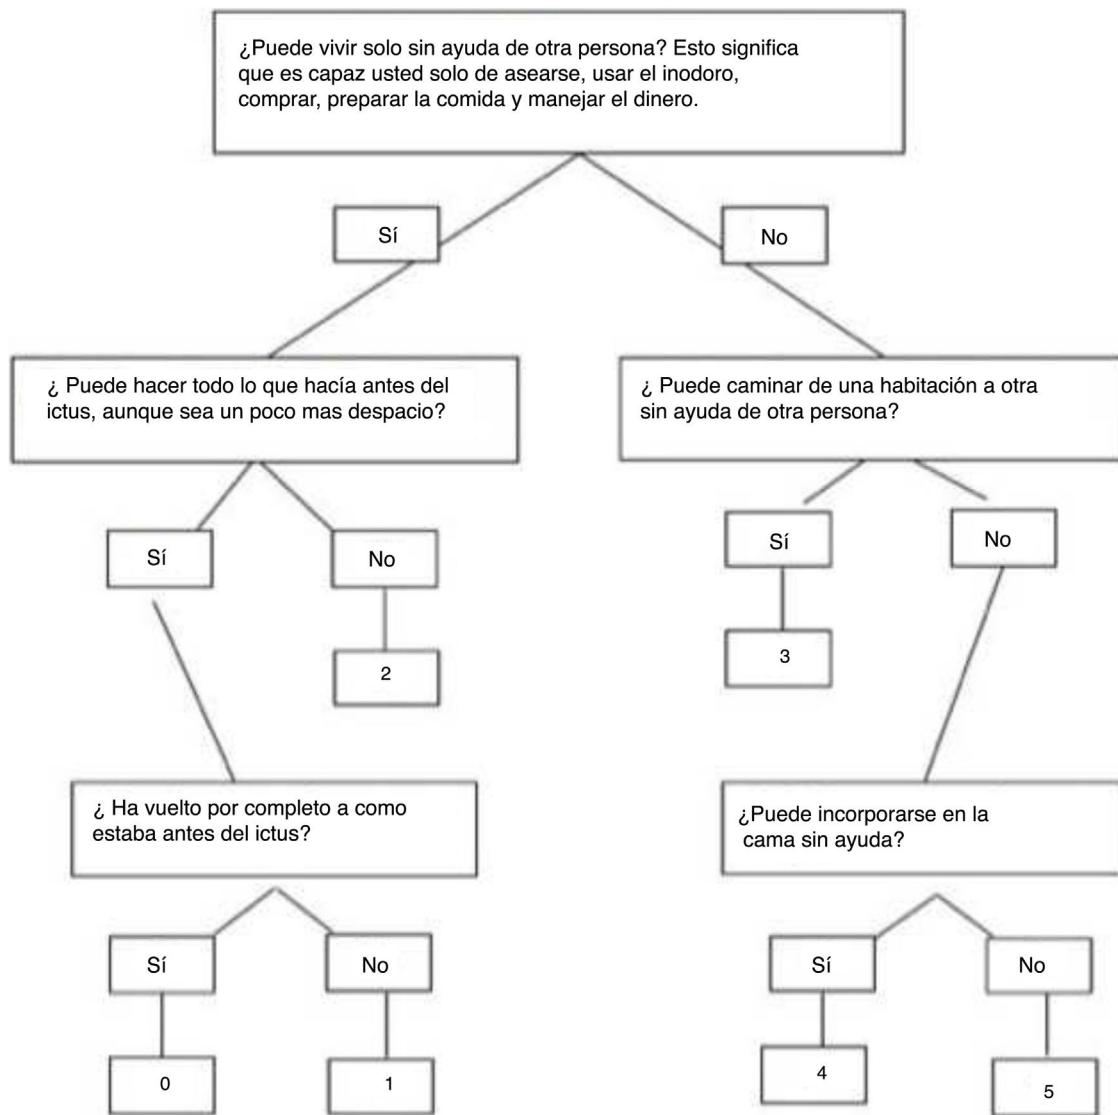 ¿Puede vivir solo sin ayuda de otra persona? Esto significa
que es capaz usted solo de asearse, usar el inodoro,
comprar, preparar la comida y manejar el dinero.
Sí
No
¿ Puede hacer todo lo que hacía antes del
ictus, aunque sea un poco mas despacio?
¿ Puede caminar de una habitación a otra
sin ayuda de otra persona?
Sí
No
Sí
No
2
3
¿ Ha vuelto por completo a como
estaba antes del ictus?
¿Puede incorporarse en la
cama sin ayuda?
Sí
No
Sí
No
0
1
4
5